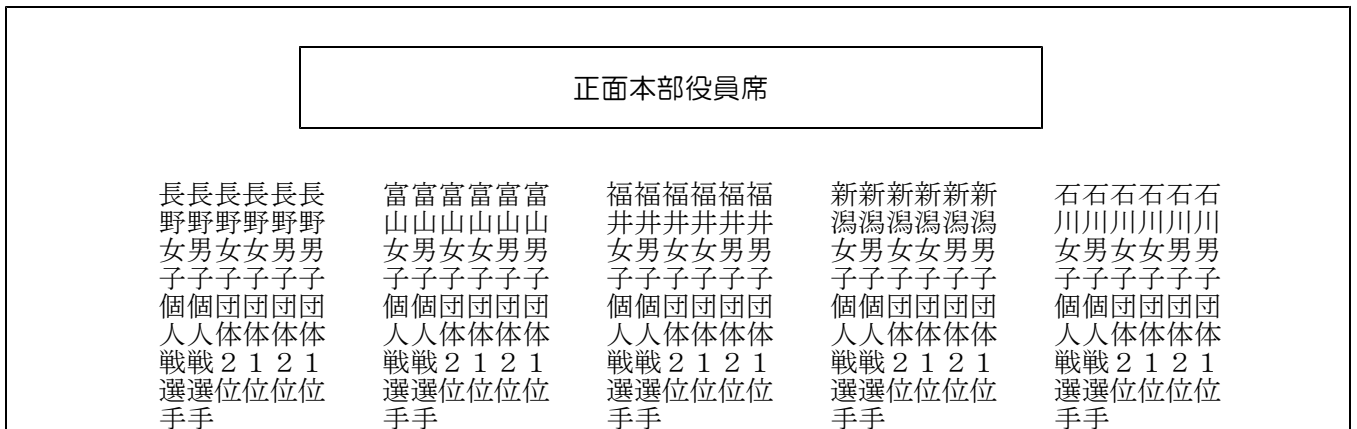 正面本部役員席
石川男子団体1位
石川男子団体2位
石川女子団体1位
石川女子団体2位
石川男子個人戦選手
石川女子個人戦選手
新潟男子団体1位
新潟男子団体2位
新潟女子団体1位
新潟女子団体2位
新潟男子個人戦選手
新潟女子個人戦選手
福井男子団体1位
福井男子団体2位
福井女子団体1位
福井女子団体2位
福井男子個人戦選手
福井女子個人戦選手
富山男子団体1位
富山男子団体2位
富山女子団体1位
富山女子団体2位
富山男子個人戦選手
富山女子個人戦選手
長野男子団体1位
長野男子団体2位
長野女子団体1位
長野女子団体2位
長野男子個人戦選手
長野女子個人戦選手